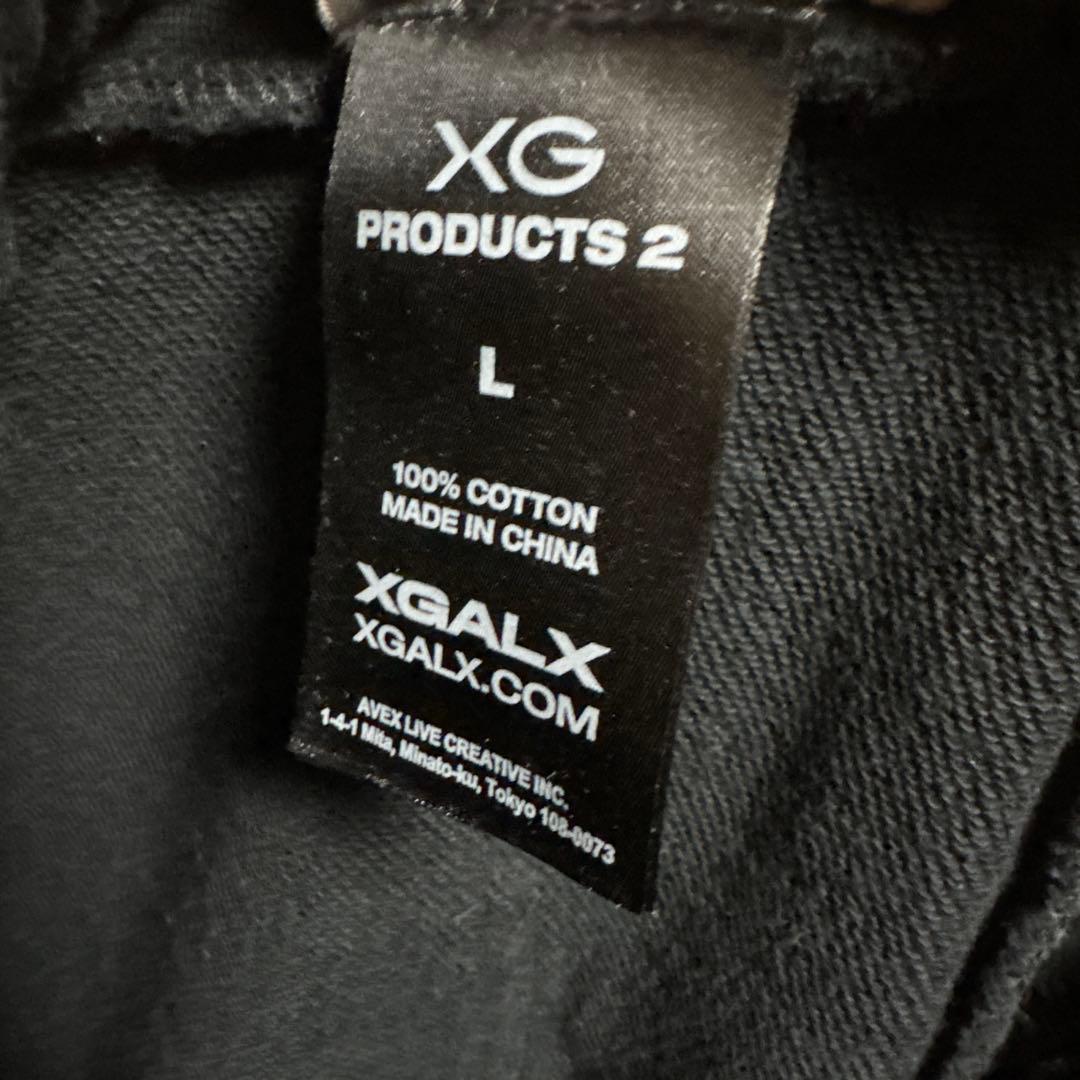 XG
PRODUCTS 2
L
100% COTTON
MADE IN CHINA
XGALX
XGALX.COM
AVEX LIVE CREATIVE INC.
1-4-1 Mita, Minato-ku, Tokyo 108-0073